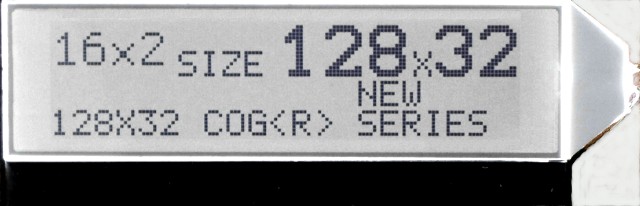 16x2 SIZE 128x32
NEW
128X32 COG<R> SERIES